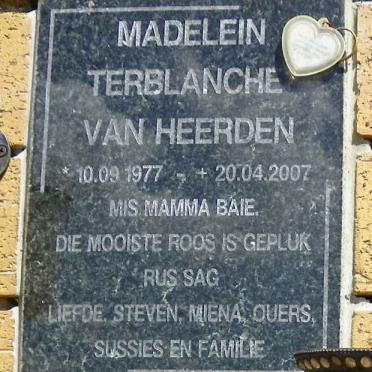 MADELEIN
TERBLANCHE
VAN HEERDEN
* 10.09.1977 - + 20.04.2007
MIS MAMMA BAIE.
DIE MOOISTE ROOS IS GEPLUK
RUS SAG
LIEFDE, STEVEN, MIENA, OUERS,
SUSSIES EN FAMILIE